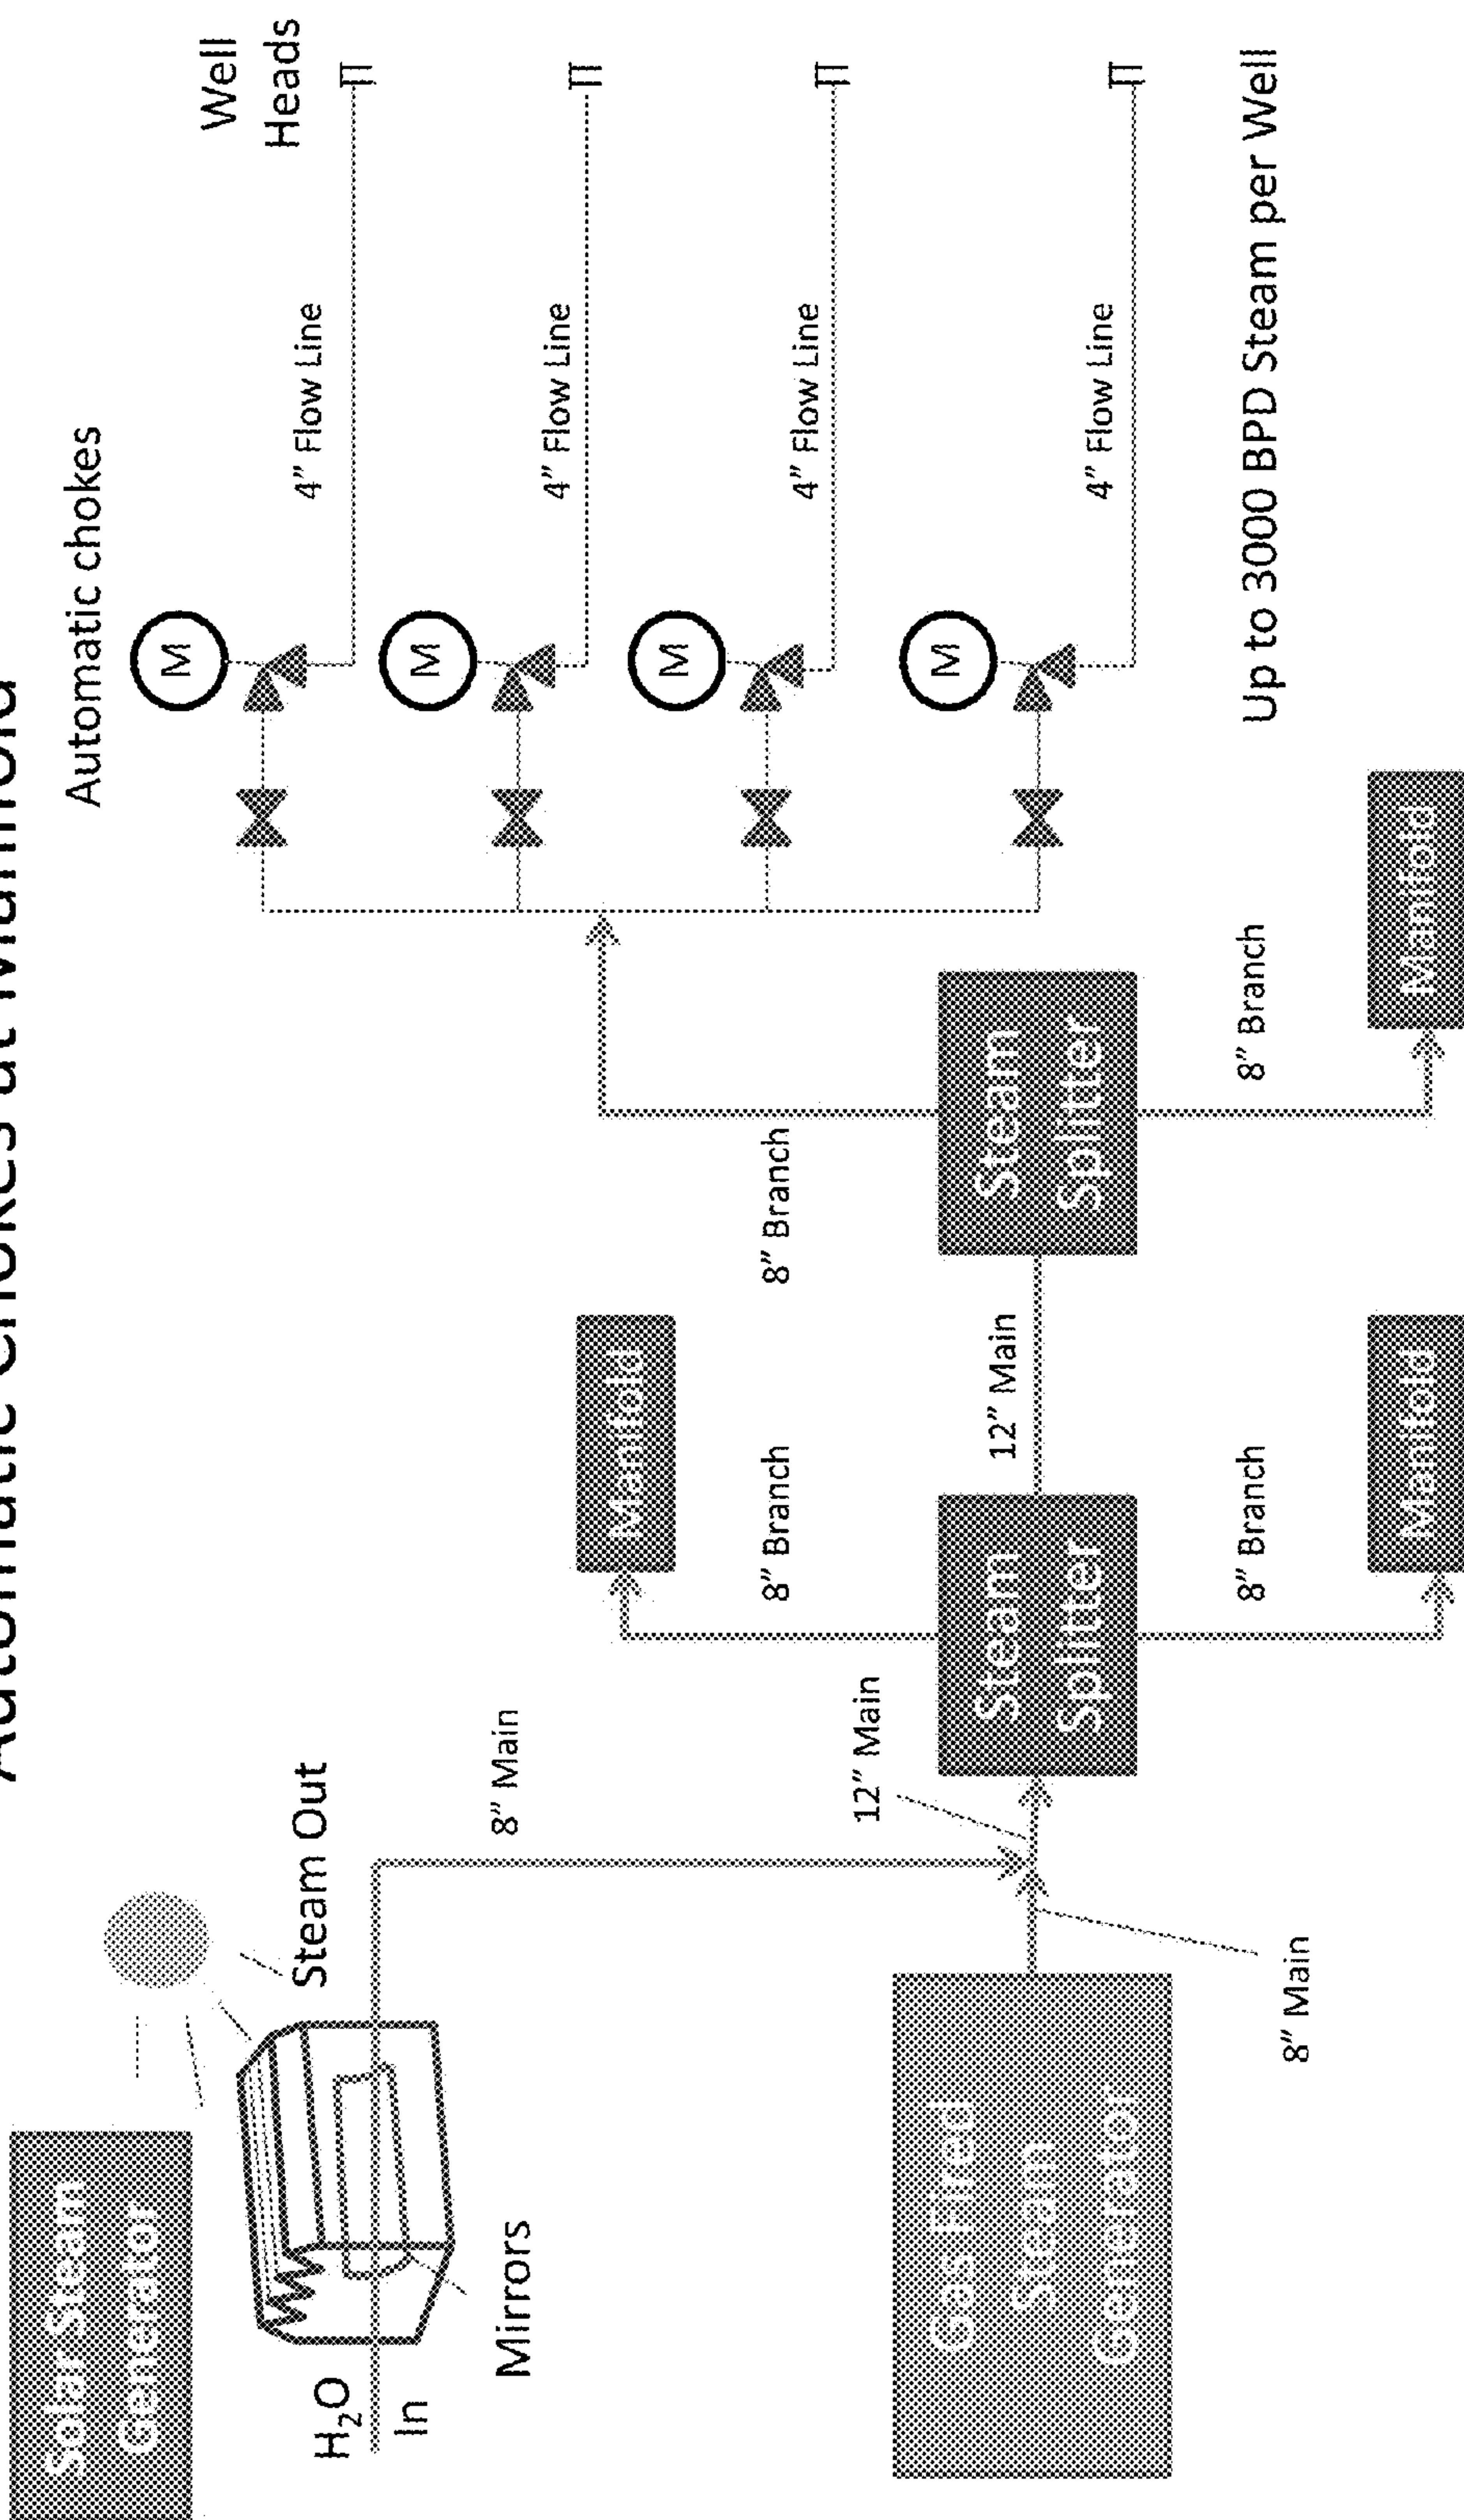 Automatic chokes at Manifold
Solar Steam
Generator
Steam Out
Automatic chokes
Well
Heads
H₂O
In
Mirrors
M
M
M
M
4” Flow Line
4” Flow Line
4” Flow Line
4” Flow Line
8” Main
Manifold
8” Branch
8” Branch
12” Main
12” Main
Gas Fired
Steam
Generator
8” Main
Steam
Splitter
Steam
Splitter
8” Branch
8” Branch
Manifold
Manifold
Up to 3000 BPD Steam per Well